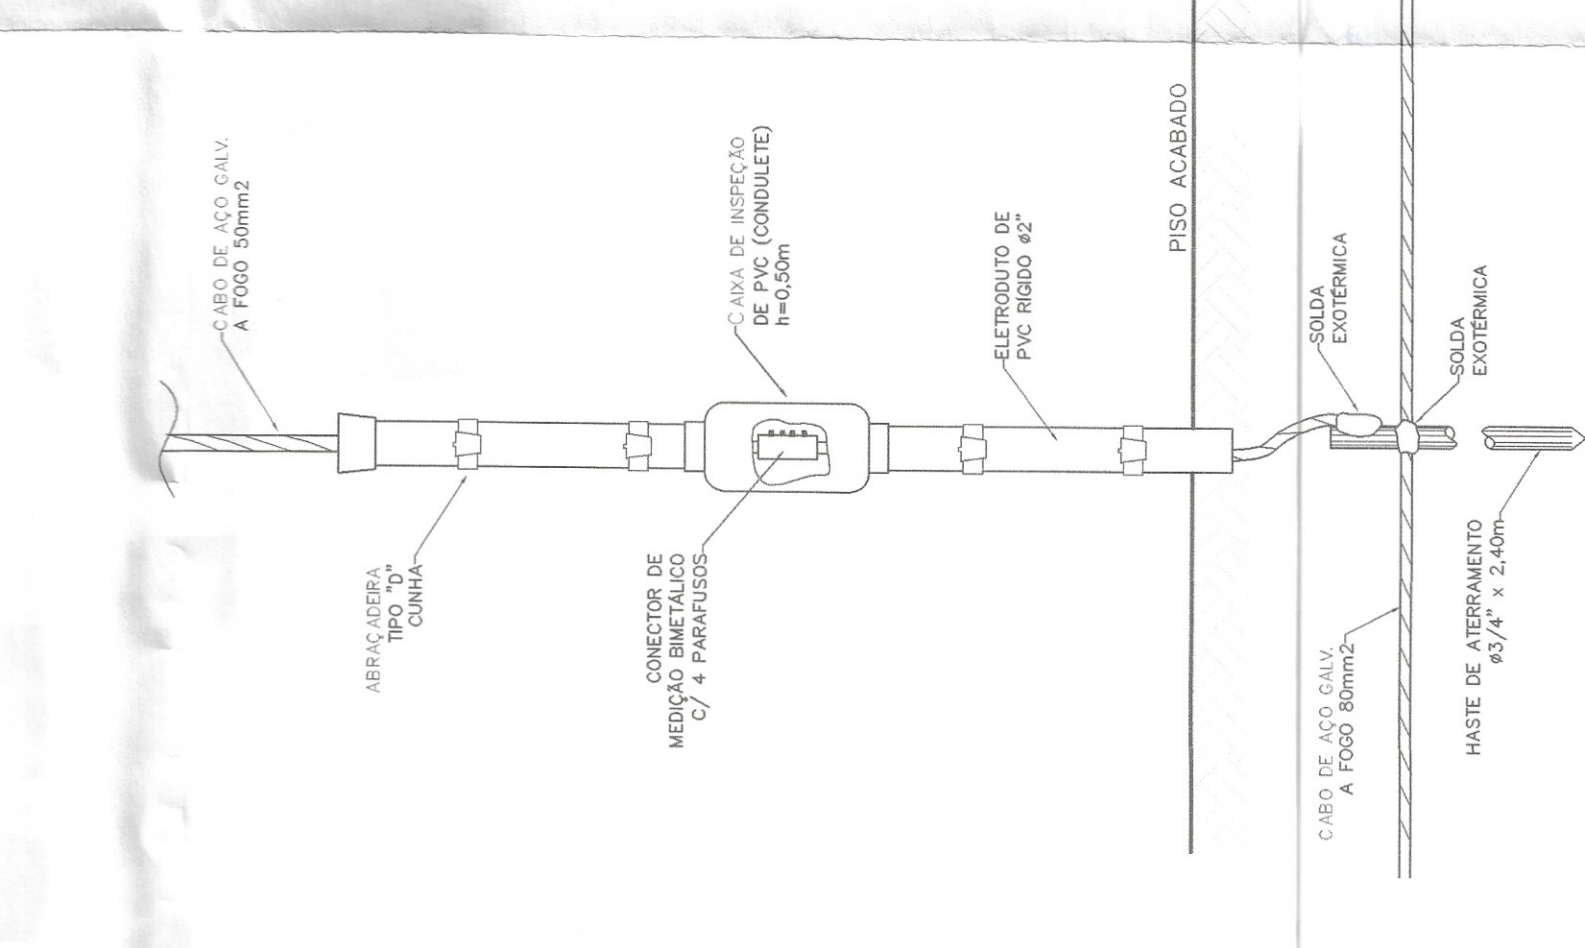 CABO DE AÇO GALV.
A FOGO 50mm2
ABRAÇADEIRA
TIPO "D"
CUNHA
CAIXA DE INSPEÇÃO
DE PVC (CONDULETE)
h=0,50m
CONECTOR DE
MEDIÇÃO BIMETÁLICO
C/ 4 PARAFUSOS
ELETRODUTO DE
PVC RÍGIDO ø2"
PISO ACABADO
SOLDA
EXOTÉRMICA
SOLDA
EXOTÉRMICA
CABO DE AÇO GALV.
A FOGO 80mm2
HASTE DE ATERRAMENTO
ø3/4" x 2,40m